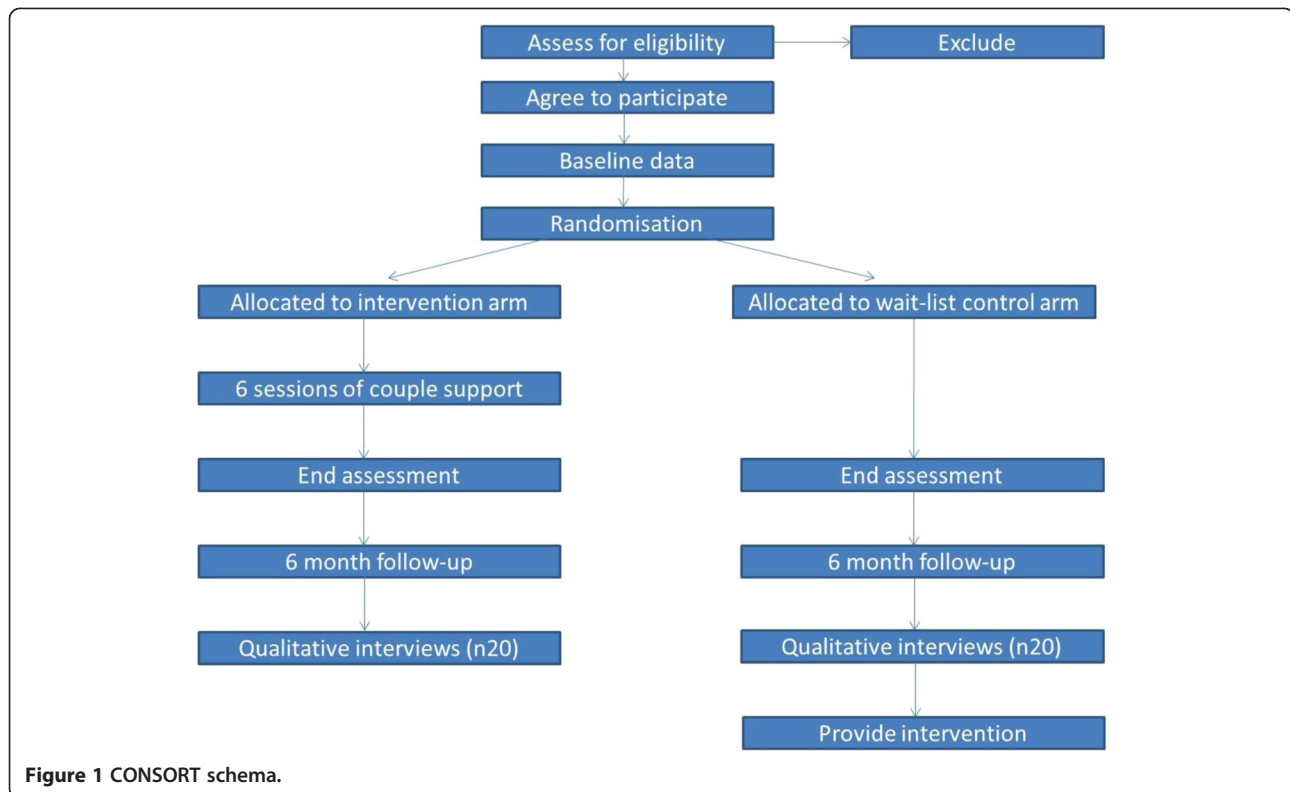 Assess for eligibility
Exclude
Agree to participate
Baseline data
Randomisation
Allocated to intervention arm
Allocated to wait-list control arm
6 sessions of couple support
End assessment
End assessment
6 month follow-up
6 month follow-up
Qualitative interviews (n20)
Qualitative interviews (n20)
Provide intervention
Figure 1 CONSORT schema.